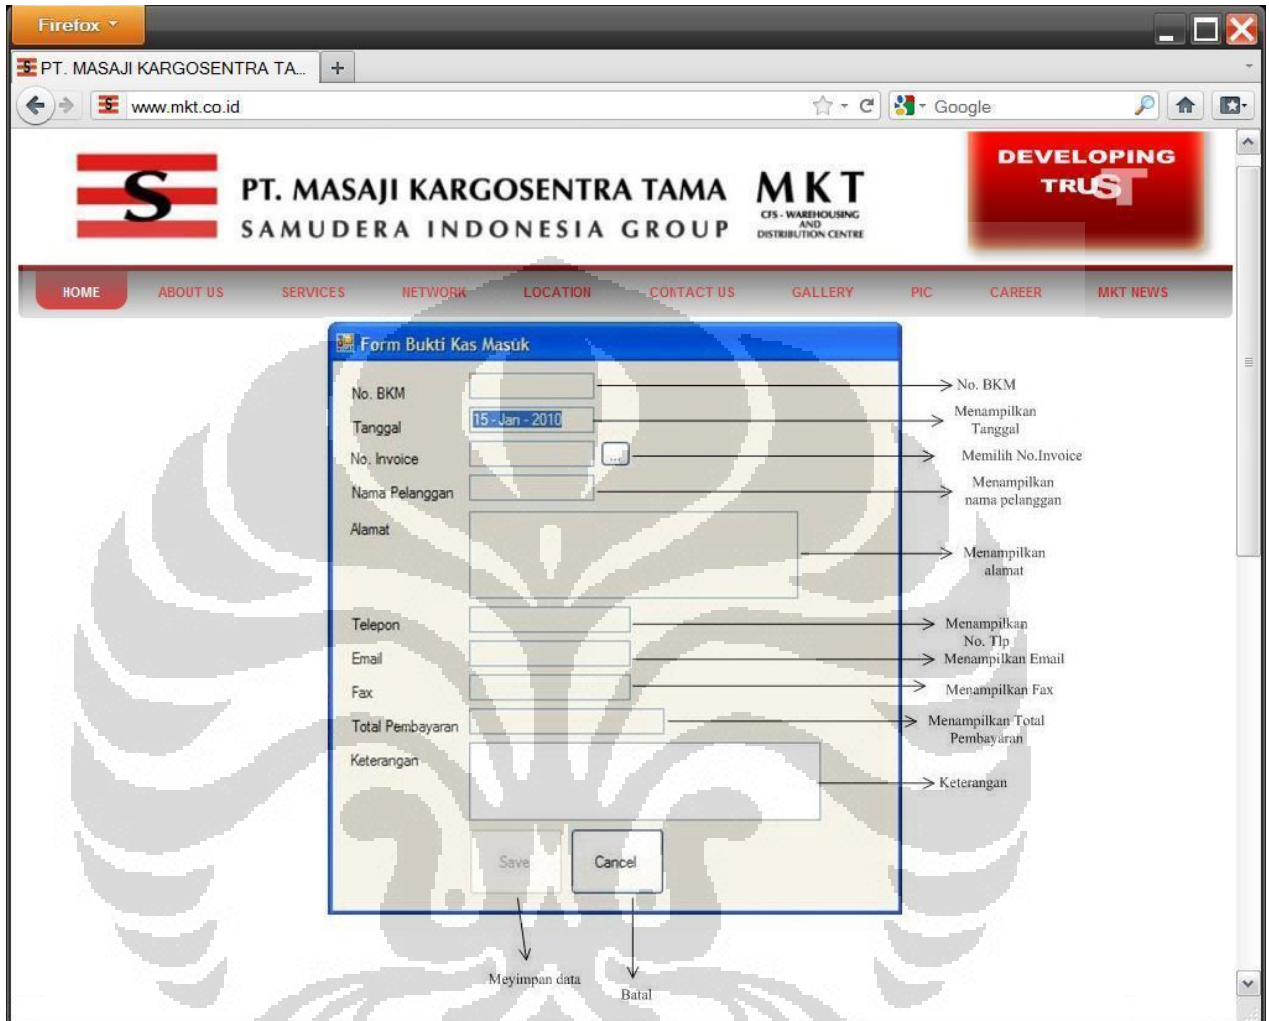 Firefox
PT. MASAJI KARGOSENTRA TA...
www.mkt.co.id
Google
S
PT. MASAJI KARGOSENTRA TAMA
SAMUDERA INDONESIA GROUP
MKT
CFS - WAREHOUSING
AND
DISTRIBUTION CENTRE
DEVELOPING
TRUST
HOME ABOUT US SERVICES NETWORK LOCATION CONTACT US GALLERY PIC CAREER MKT NEWS
Form Bukti Kas Masuk
No. BKM
No. BKM
Tanggal
15 - Jan - 2010
Menampilkan
Tanggal
No. Invoice
...
Memilih No.Invoice
Nama Pelanggan
Menampilkan
nama pelanggan
Alamat
Menampilkan
alamat
Telepon
Menampilkan
No. Tlp
Email
Menampilkan Email
Fax
Menampilkan Fax
Total Pembayaran
Menampilkan Total
Pembayaran
Keterangan
Keterangan
Save
Cancel
Meyimpan data
Batal